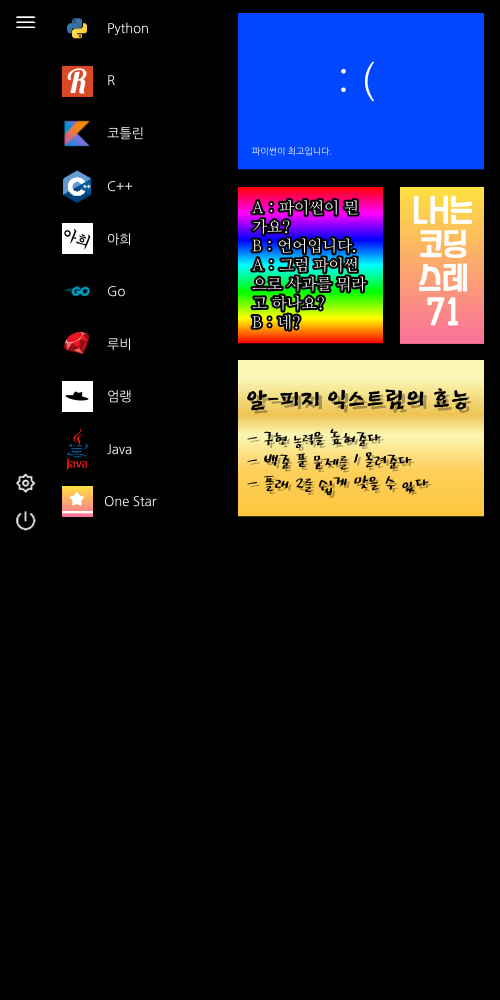 Python
R
R
코틀린
C++
C++
아희
아희
GO
Go
루비
엄랭
Java
Java
One Star
: (
파이썬이 최고입니다.
A : 파이썬이 뭔
가요?
B : 언어입니다.
A : 그럼 파이썬
으로 사과를 뭐라
고 하나요?
B : 네?
나는
코딩
스레
71
알-피지 익스트림의 효능
- 구현 능력을 높혀준다
- 백준 푼 문제를 1 올려준다
- 플래 2를 쉽게 맞을 수 있다